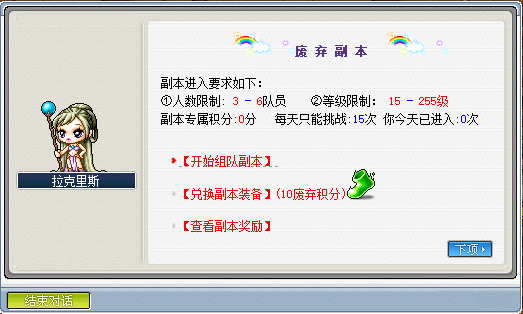 废弃副本
副本进入要求如下：
①人数限制: 3 - 6队员 ②等级限制: 15 - 255级
副本专属积分:0分 每天只能挑战:15次 你今天已进入:0次
【开始组队副本】
【兑换副本装备】(10废弃积分)
【查看副本奖励】
拉克里斯
下项
结束对话